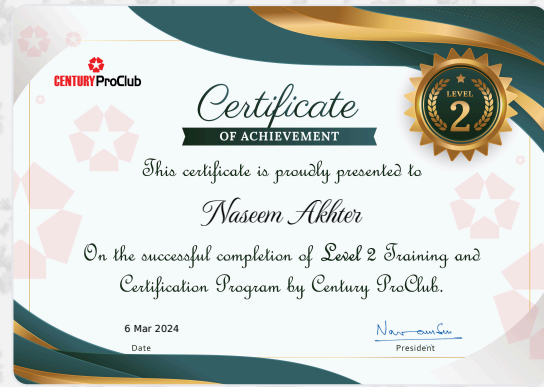 CENTURY ProClub
Certificate
OF ACHIEVEMENT
LEVEL
2
This certificate is proudly presented to
Naseem Akhter
On the successful completion of Level 2 Training and
Certification Program by Century ProClub.
6 Mar 2024
Date
President